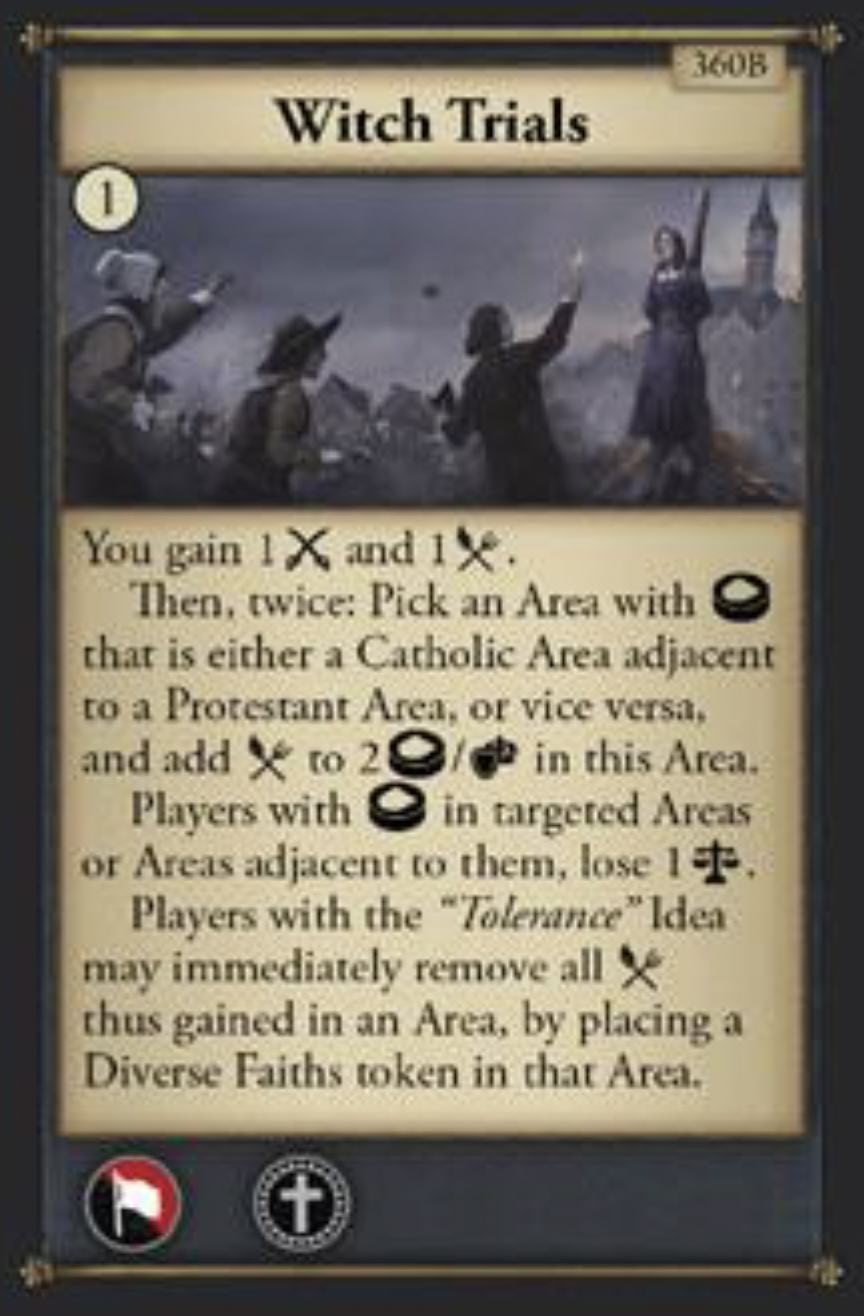 360B
Witch Trials
1
You gain 1 and 1 .
Then, twice: Pick an Area with
that is either a Catholic Area adjacent
to a Protestant Area, or vice versa,
and add to 2 / in this Area.
Players with in targeted Areas
or Areas adjacent to them, lose 1 .
Players with the “Tolerance” Idea
may immediately remove all
thus gained in an Area, by placing a
Diverse Faiths token in that Area.